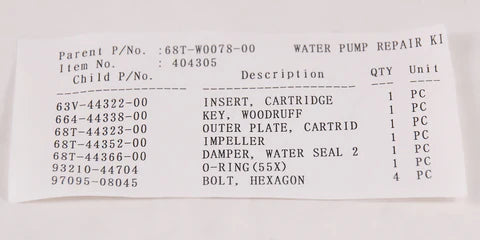 Parent P/No. :68T-W0078-00 WATER PUMP REPAIR KI
Item No. : 404305
Child P/No. Description QTY Unit
63V-44322-00 INSERT, CARTRIDGE 1 PC
664-44338-00 KEY, WOODRUFF 1 PC
68T-44323-00 OUTER PLATE, CARTRID 1 PC
68T-44352-00 IMPELLER 1 PC
68T-44366-00 DAMPER, WATER SEAL 2 1 PC
93210-44704 O-RING(55X) 1 PC
97095-08045 BOLT, HEXAGON 4 PC